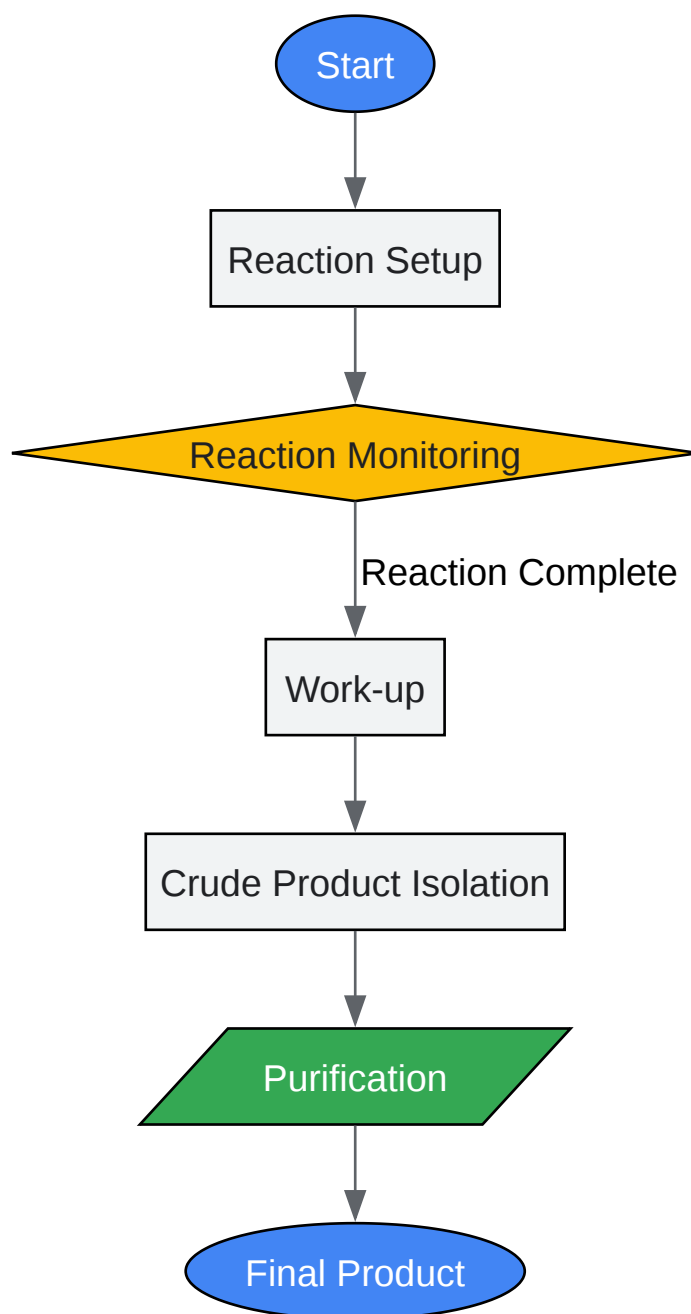 Start
Reaction Setup
Reaction Monitoring
Reaction Complete
Work-up
Crude Product Isolation
Purification
Final Product